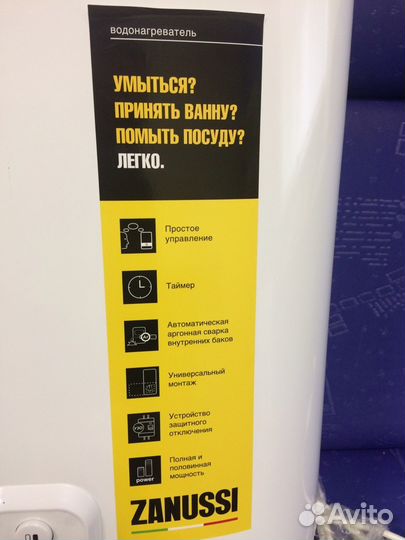 водонагреватель
УМЫТЬСЯ?
ПРИНЯТЬ ВАННУ?
ПОМЫТЬ ПОСУДУ?
ЛЕГКО.
Простое
управление
Таймер
Автоматическая
аргонная сварка
внутренних баков
Универсальный
монтаж
Устройство
защитного
отключения
Полная и
половинная
мощность
power
ZANUSSI
Avito